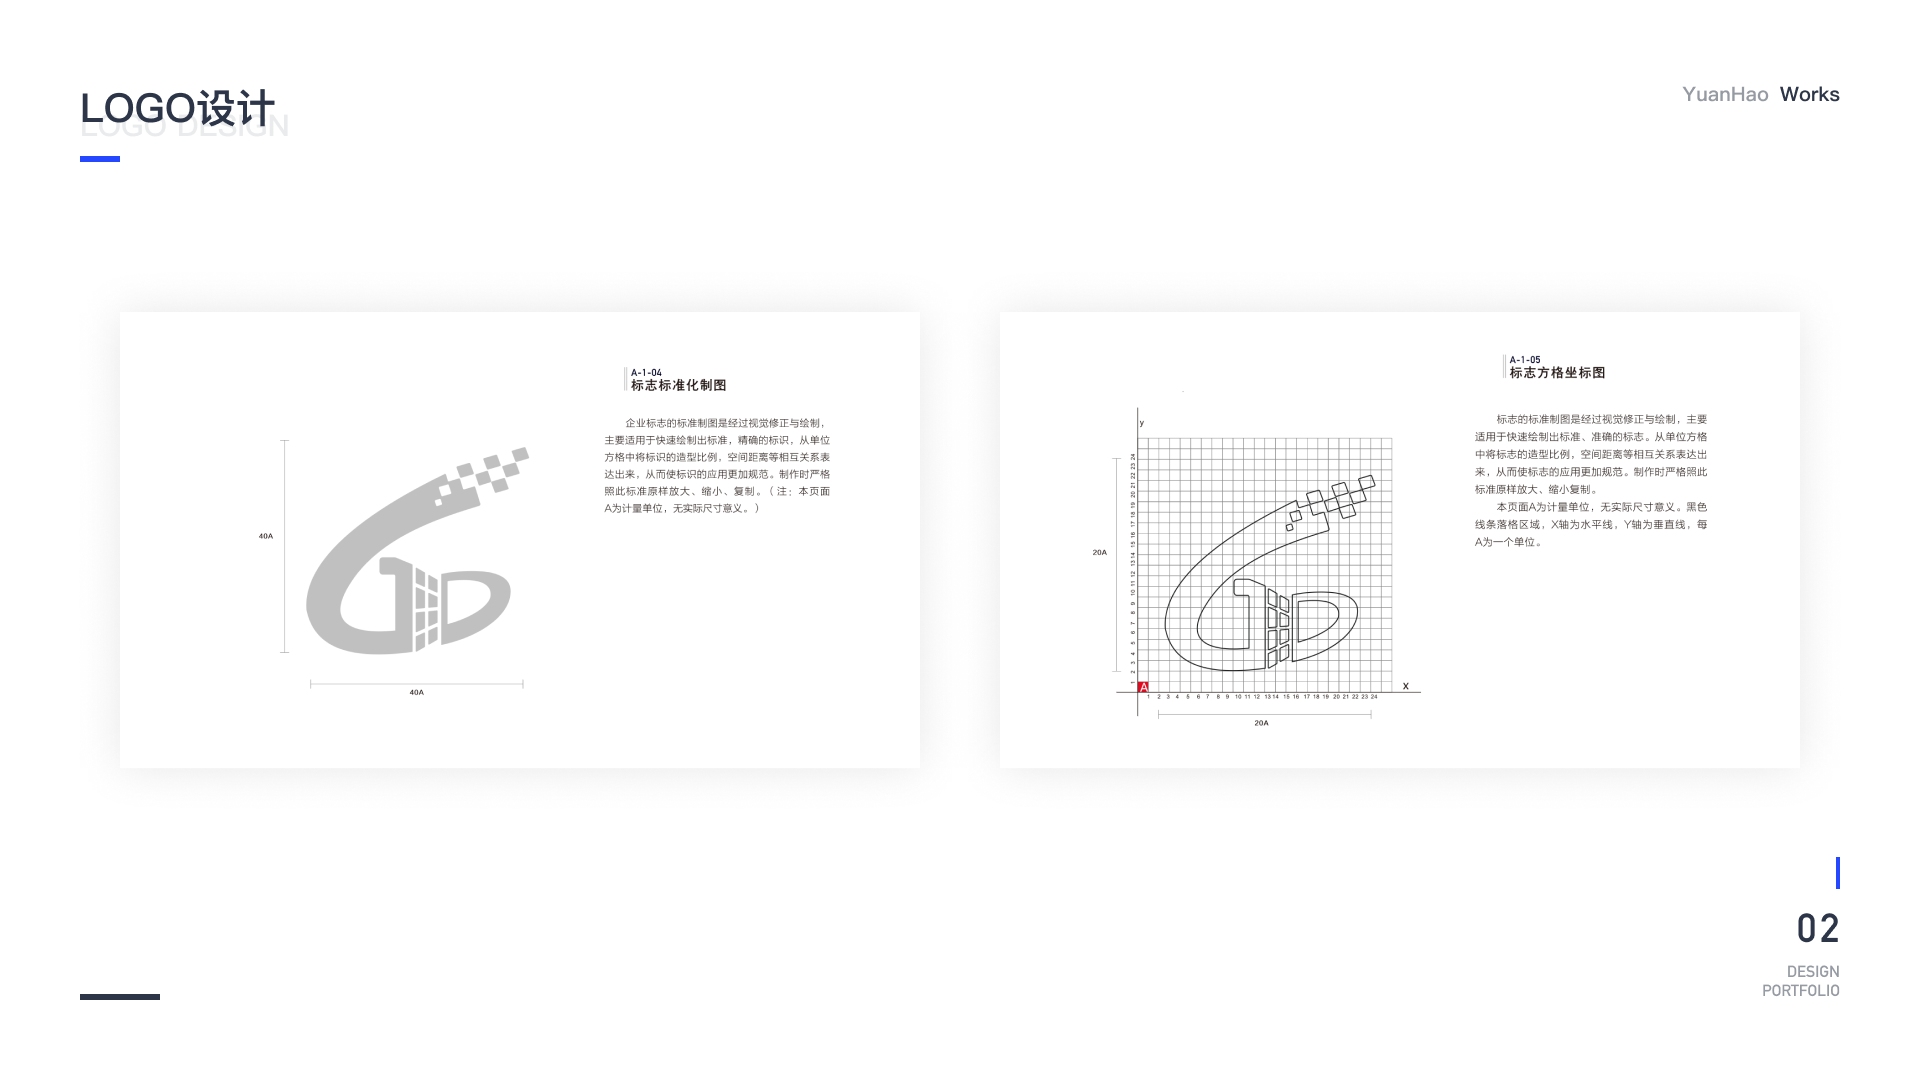 LOGO设计
LOGO DESIGN
YuanHao Works
A-1-04
标志标准化制图
企业标志的标准制图是经过视觉修正与绘制，
主要适用于快速绘制出标准，精确的标识，从单位
方格中将标识的造型比例，空间距离等相互关系表
达出来，从而使标识的应用更加规范。制作时严格
照此标准原样放大、缩小、复制。（注：本页面
A为计量单位，无实际尺寸意义。）
40A
40A
A-1-05
标志方格坐标图
标志的标准制图是经过视觉修正与绘制，主要
适用于快速绘制出标准、准确的标志。从单位方格
中将标志的造型比例，空间距离等相互关系表达出
来，从而使标志的应用更加规范。制作时严格照此
标准原样放大、缩小复制。
本页面A为计量单位，无实际尺寸意义。黑色
线条落格区域，X轴为水平线，Y轴为垂直线，每
A为一个单位。
y
24
23
22
21
20
19
18
17
16
15
14
13
12
11
10
9
8
7
6
5
4
3
2
1
20A
A
X
1 2 3 4 5 6 7 8 9 10 11 12 13 14 15 16 17 18 19 20 21 22 23 24
20A
02
DESIGN
PORTFOLIO